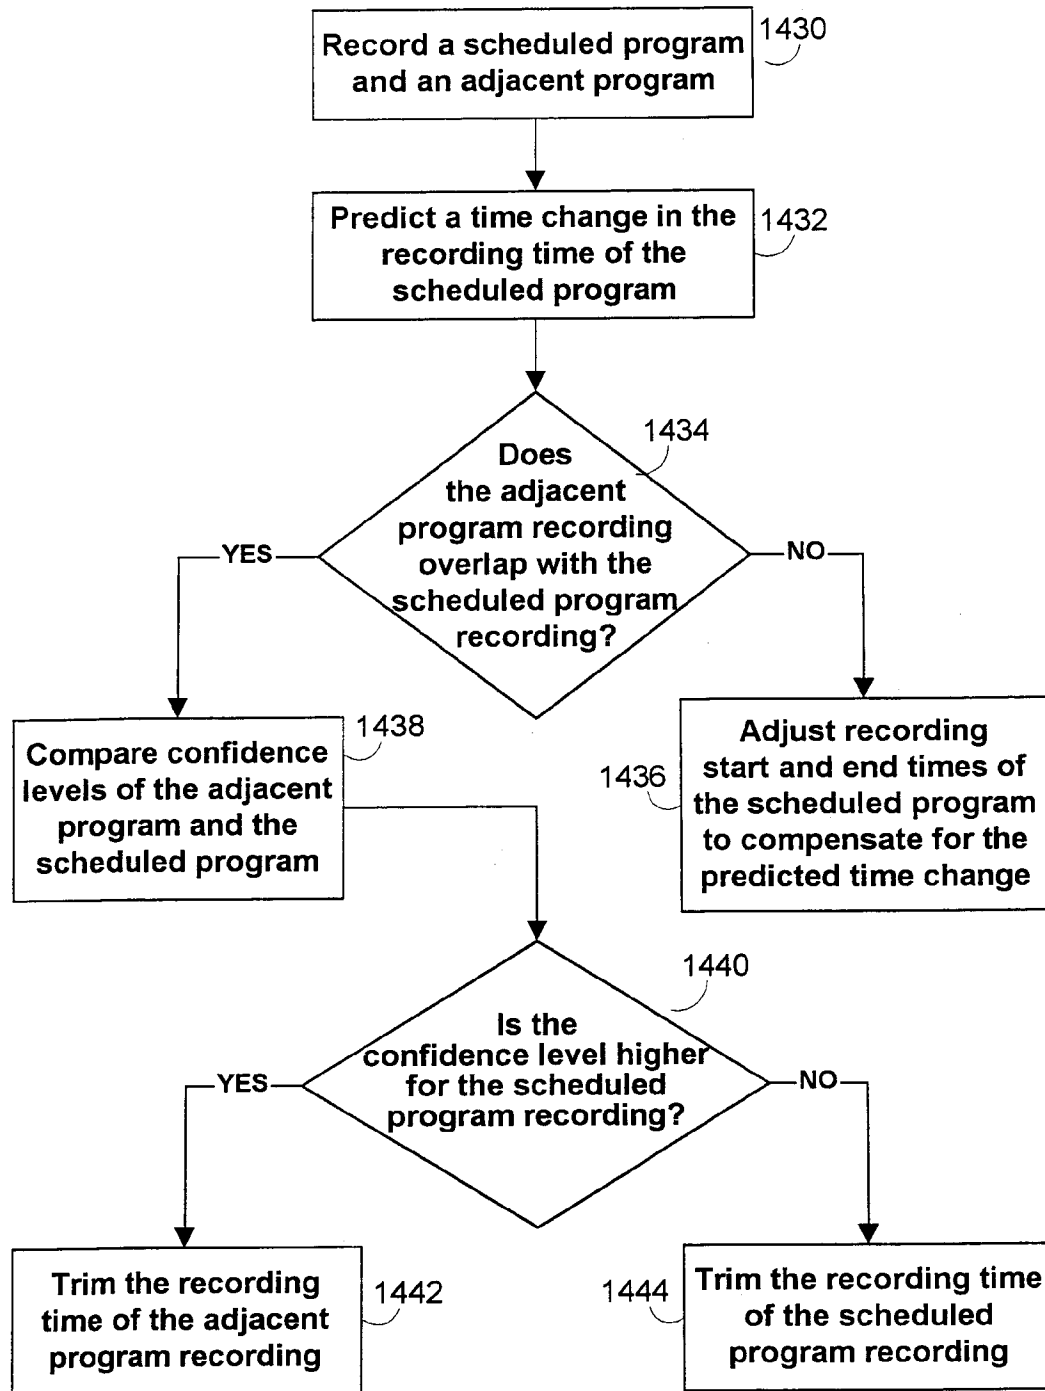 Record a scheduled program
and an adjacent program
1430
Predict a time change in the
recording time of the
scheduled program
1432
1434
Does
the adjacent
program recording
overlap with the
scheduled program
recording?
YES
NO
Compare confidence
levels of the adjacent
program and the
scheduled program
1438
1436
Adjust recording
start and end times of
the scheduled program
to compensate for the
predicted time change
1440
Is the
confidence level higher
for the scheduled
program recording?
YES
NO
Trim the recording
time of the adjacent
program recording
1442
1444
Trim the recording time
of the scheduled
program recording